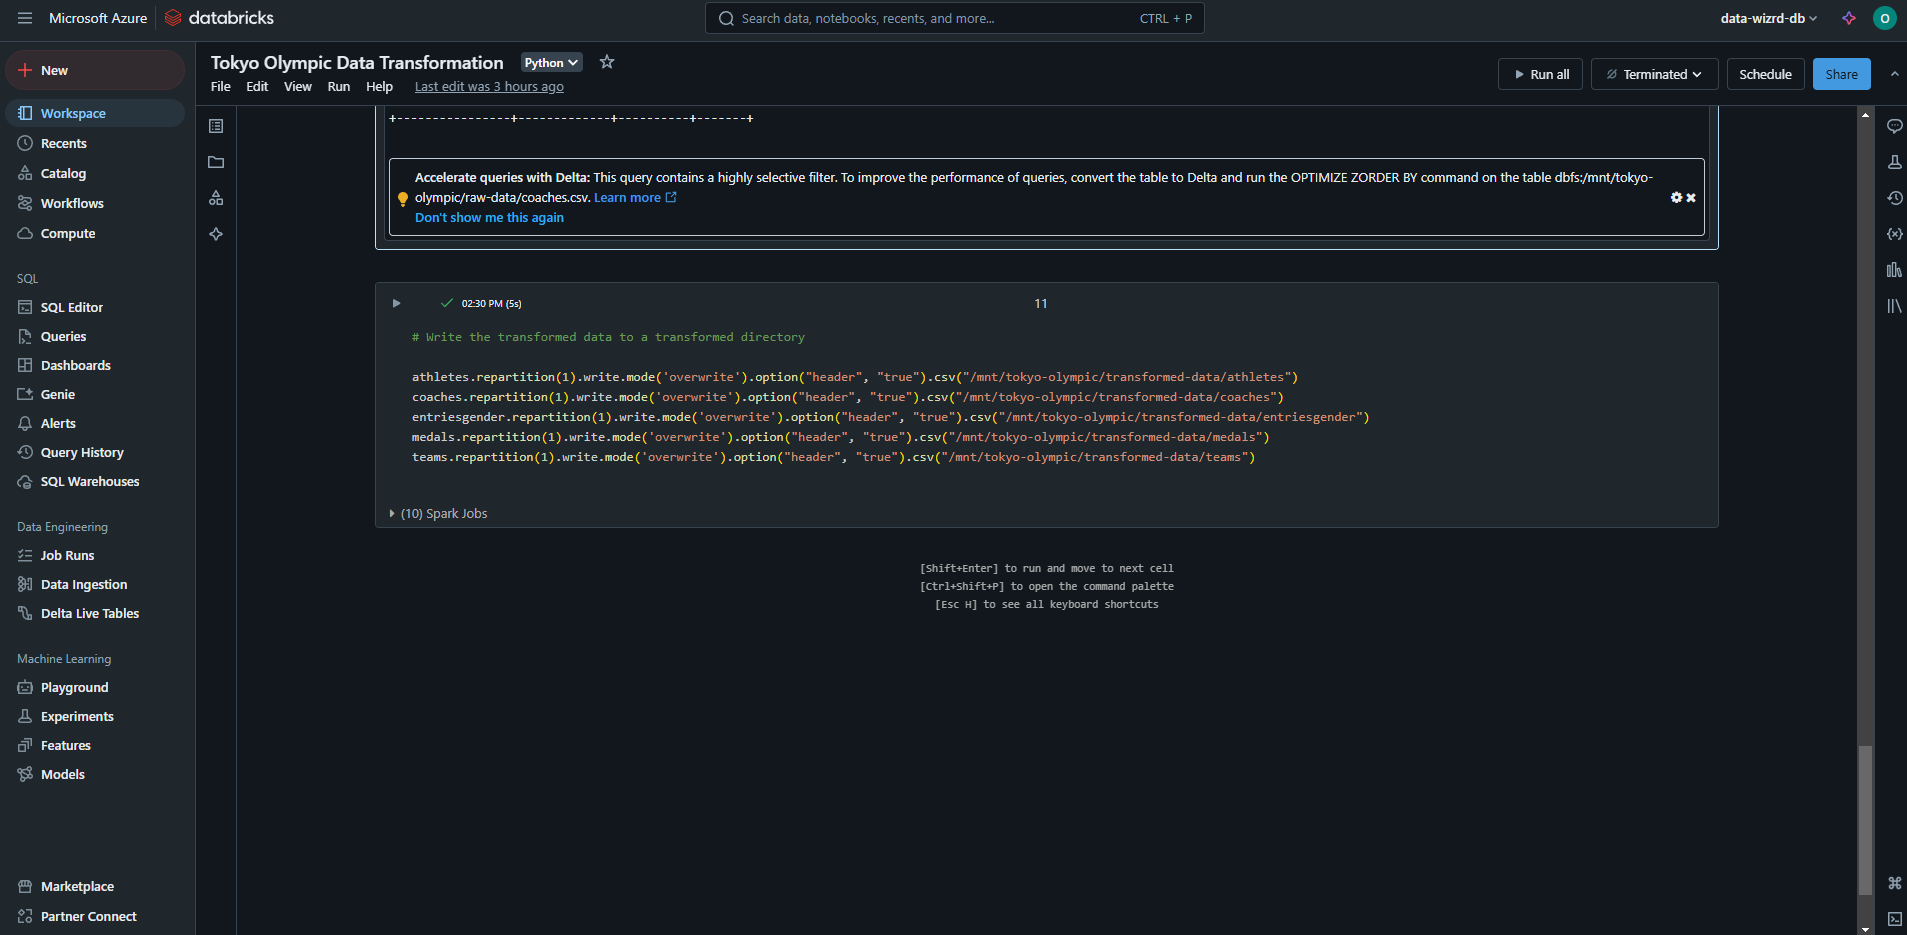 Microsoft Azure databricks
Search data, notebooks, recents, and more... CTRL + P
data-wizrd-db
O
New
Workspace
Recents
Catalog
Workflows
Compute
SQL
SQL Editor
Queries
Dashboards
Genie
Alerts
Query History
SQL Warehouses
Data Engineering
Job Runs
Data Ingestion
Delta Live Tables
Machine Learning
Playground
Experiments
Features
Models
Marketplace
Partner Connect
Tokyo Olympic Data Transformation Python
File Edit View Run Help Last edit was 3 hours ago
Run all Terminated Schedule Share
+----------------+-------------+----------+-------+
Accelerate queries with Delta: This query contains a highly selective filter. To improve the performance of queries, convert the table to Delta and run the OPTIMIZE ZORDER BY command on the table dbfs:/mnt/tokyo-
olympic/raw-data/coaches.csv. Learn more
Don't show me this again
02:30 PM (5s) 11
# Write the transformed data to a transformed directory
athletes.repartition(1).write.mode('overwrite').option("header", "true").csv("/mnt/tokyo-olympic/transformed-data/athletes")
coaches.repartition(1).write.mode('overwrite').option("header", "true").csv("/mnt/tokyo-olympic/transformed-data/coaches")
entriesgender.repartition(1).write.mode('overwrite').option("header", "true").csv("/mnt/tokyo-olympic/transformed-data/entriesgender")
medals.repartition(1).write.mode('overwrite').option("header", "true").csv("/mnt/tokyo-olympic/transformed-data/medals")
teams.repartition(1).write.mode('overwrite').option("header", "true").csv("/mnt/tokyo-olympic/transformed-data/teams")
(10) Spark Jobs
[Shift+Enter] to run and move to next cell
[Ctrl+Shift+P] to open the command palette
[Esc H] to see all keyboard shortcuts